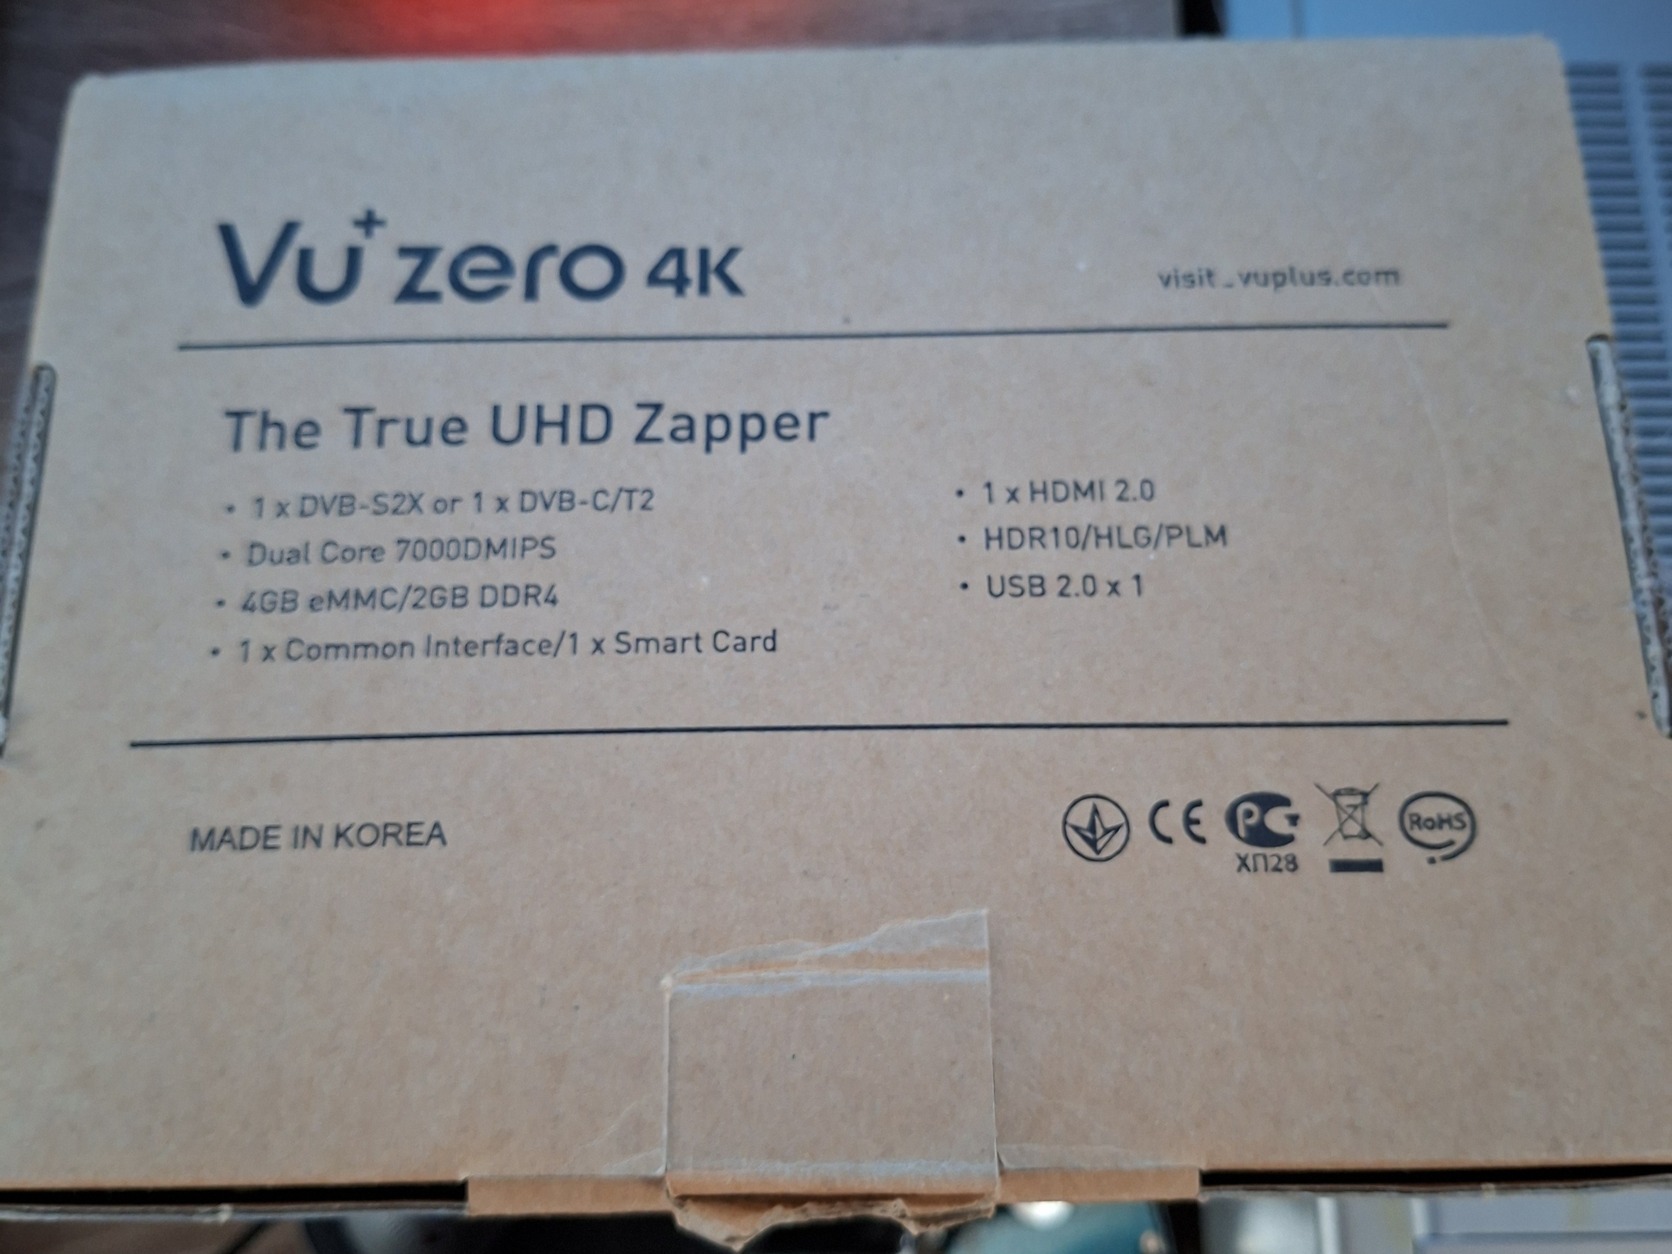 Vu+ zero 4K
visit_vuplus.com
The True UHD Zapper
• 1 x DVB-S2X or 1 x DVB-C/T2
• Dual Core 7000DMIPS
• 4GB eMMC/2GB DDR4
• 1 x Common Interface/1 x Smart Card
• 1 x HDMI 2.0
• HDR10/HLG/PLM
• USB 2.0 x 1
MADE IN KOREA
CE
РС
RoHS
ХП28